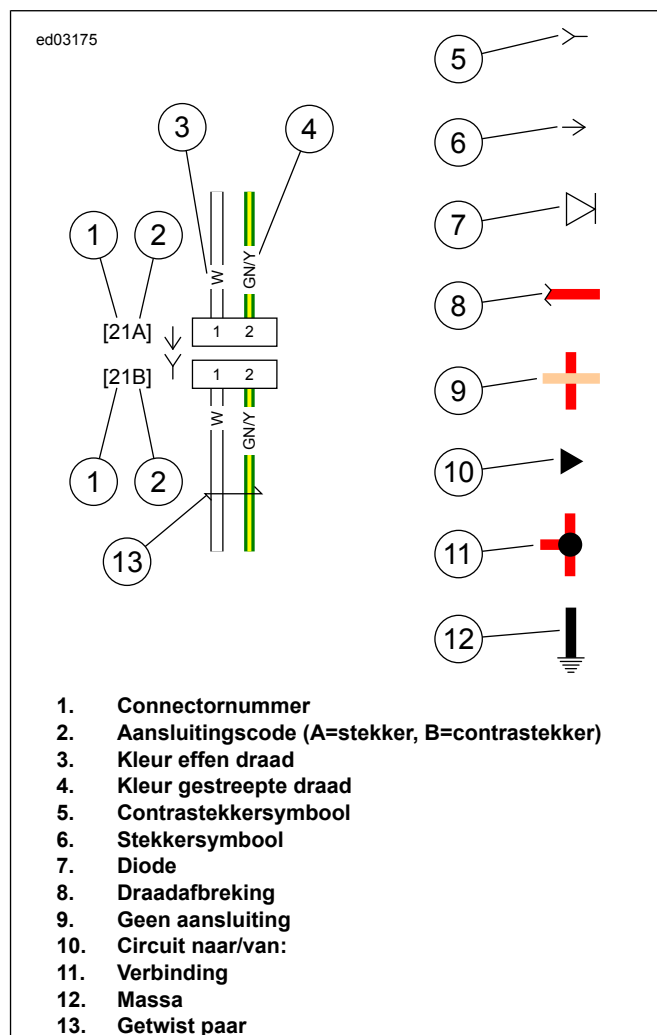 ed03175
5
3
4
6
1
2
7
W
GN/Y
[21A]
1 2
8
[21B]
1 2
9
W
GN/Y
1
2
10
13
11
12
1. Connectornummer
2. Aansluitingscode (A=stekker, B=contrastekker)
3. Kleur effen draad
4. Kleur gestreepte draad
5. Contrastekkersymbool
6. Stekkersymbool
7. Diode
8. Draadafbreking
9. Geen aansluiting
10. Circuit naar/van:
11. Verbinding
12. Massa
13. Getwist paar